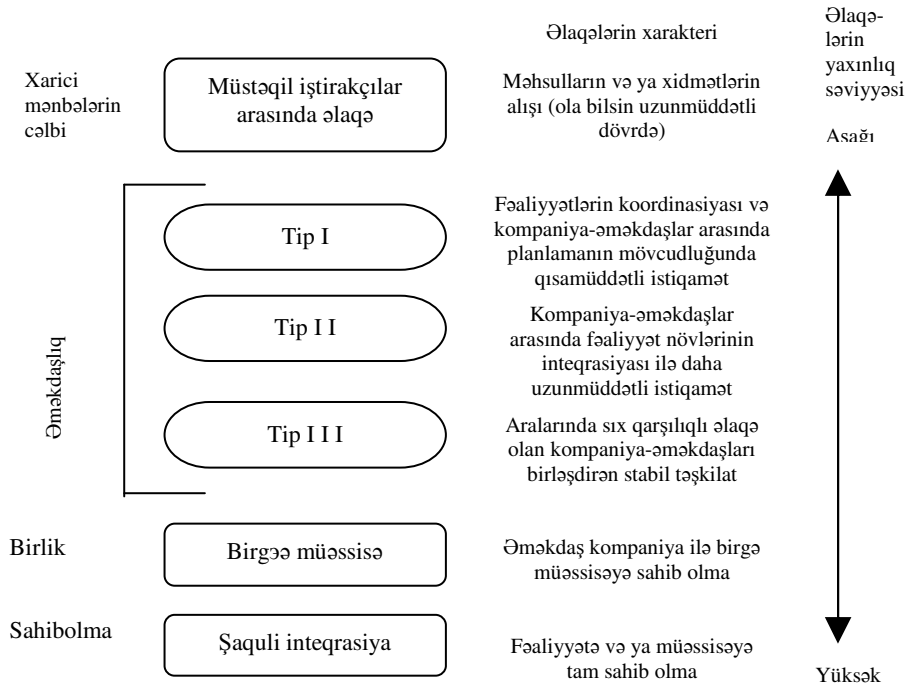 Əlaqələrin xarakteri
Əlaqə-
lərin
yaxınlıq
səviyyəsi
Aşağı
Xarici
mənbələrin
cəlbi
Müstəqil iştirakçılar
arasında əlaqə
Məhsulların və ya xidmətlərin
alışı (ola bilsin uzunmüddətli
dövrdə)
Əməkdaşlıq
Tip I
Fəaliyyətlərin koordinasiyası və
kompaniya-əməkdaşlar arasında
planlamanın mövcudluğunda
qısamüddətli istiqamət
Tip I I
Kompaniya-əməkdaşlar
arasında fəaliyyət növlərinin
inteqrasiyası ilə daha
uzunmüddətli istiqamət
Tip I I I
Aralarında sıx qarşılıqlı əlaqə
olan kompaniya-əməkdaşları
birləşdirən stabil təşkilat
Birlik
Birgəə müəssisə
Əməkdaş kompaniya ilə birgə
müəssisəyə sahib olma
Sahibolma
Şaquli inteqrasiya
Fəaliyyətə və ya müəssisəyə
tam sahib olma
Yüksək